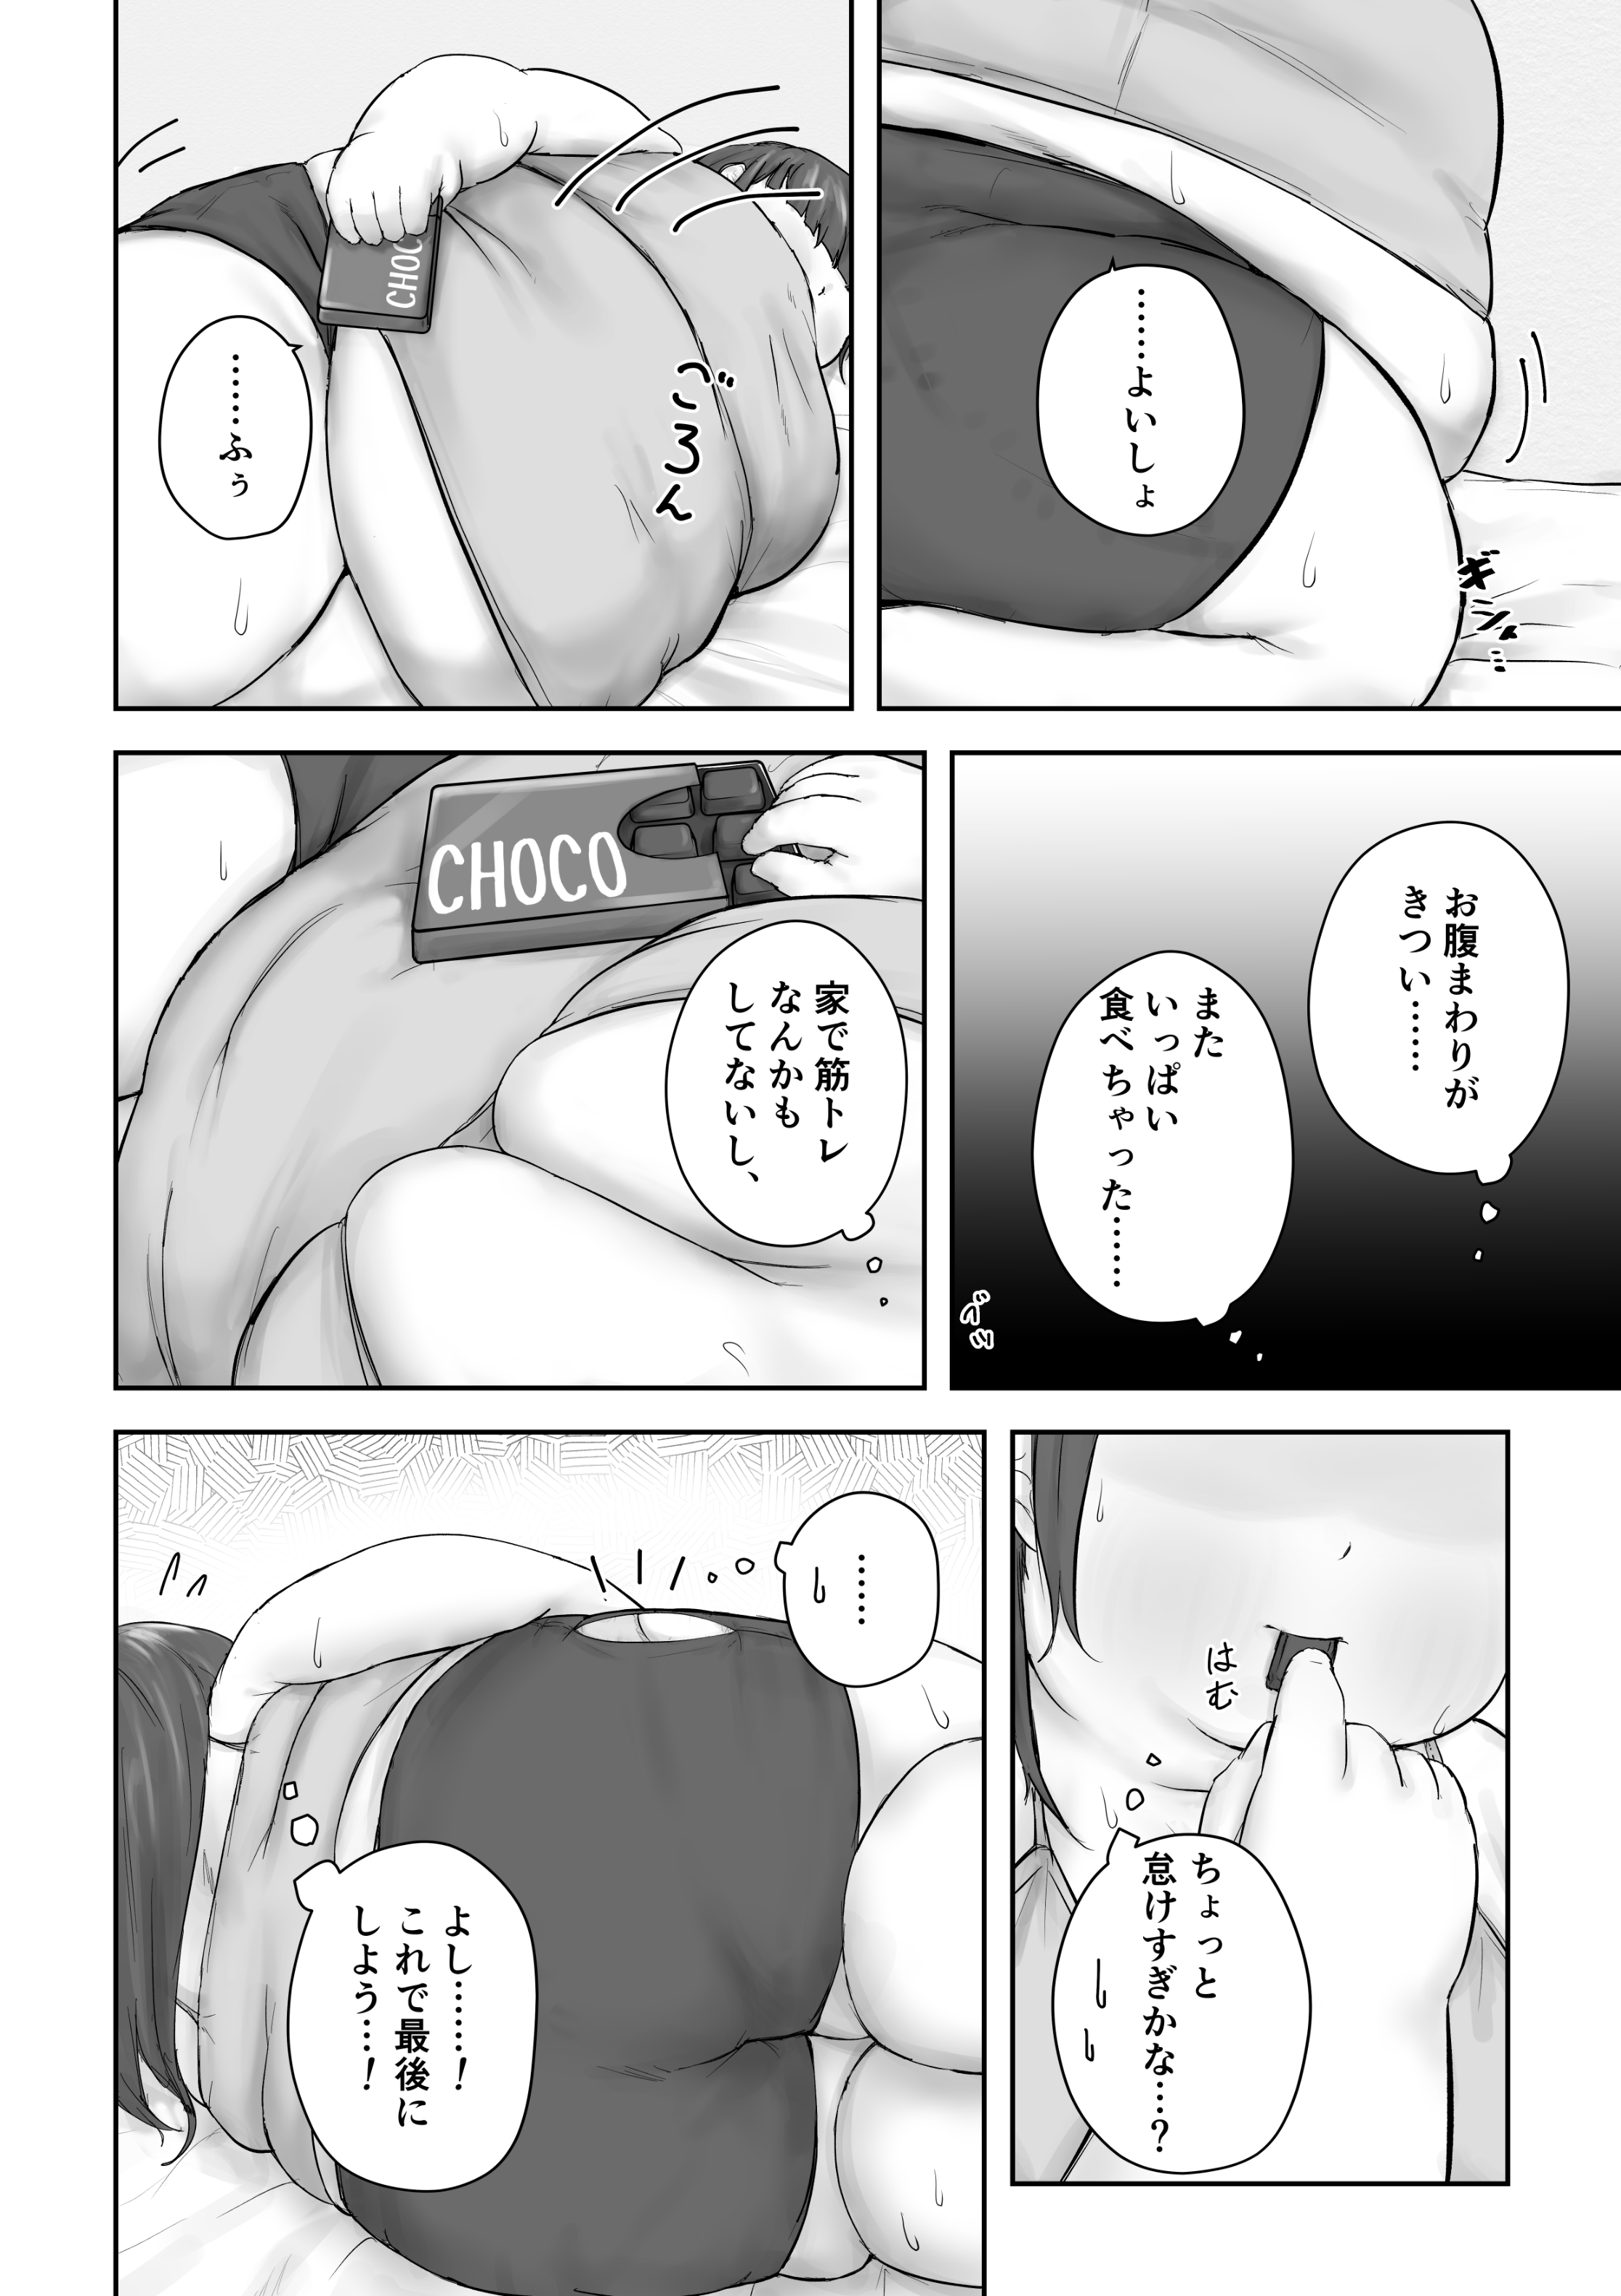 ……よいしょ
ギシ…
CHOC
ごろん
……ふぅ
お腹まわりが
きつい……
また
いっぱい
食べちゃった……
CHOCO
家で筋トレ
なんかも
してないし、
はむ
ちょっと
怠けすぎかな…？
……
よし……！
これで最後に
しよう…！